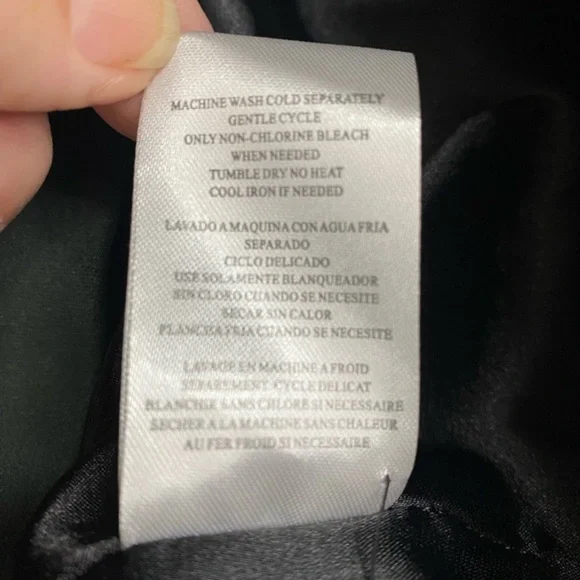 MACHINE WASH COLD SEPARATELY
GENTLE CYCLE
ONLY NON-CHLORINE BLEACH
WHEN NEEDED
TUMBLE DRY NO HEAT
COOL IRON IF NEEDED
LAVADO A MAQUINA CON AGUA FRIA
SEPARADO
CICLO DELICADO
USE SOLAMENTE BLANQUEADOR
SIN CLORO CUANDO SE NECESITE
SECAR SIN CALOR
PLANCHA FRIA CUANDO SE NECESITE
LAVAGE EN MACHINE A FROID
SEPAREMENT CYCLE DELICAT
BLANCHIR SANS CHLORE SI NECESSAIRE
SECHER A LA MACHINE SANS CHALEUR
AU FER FROID SI NECESSAIRE